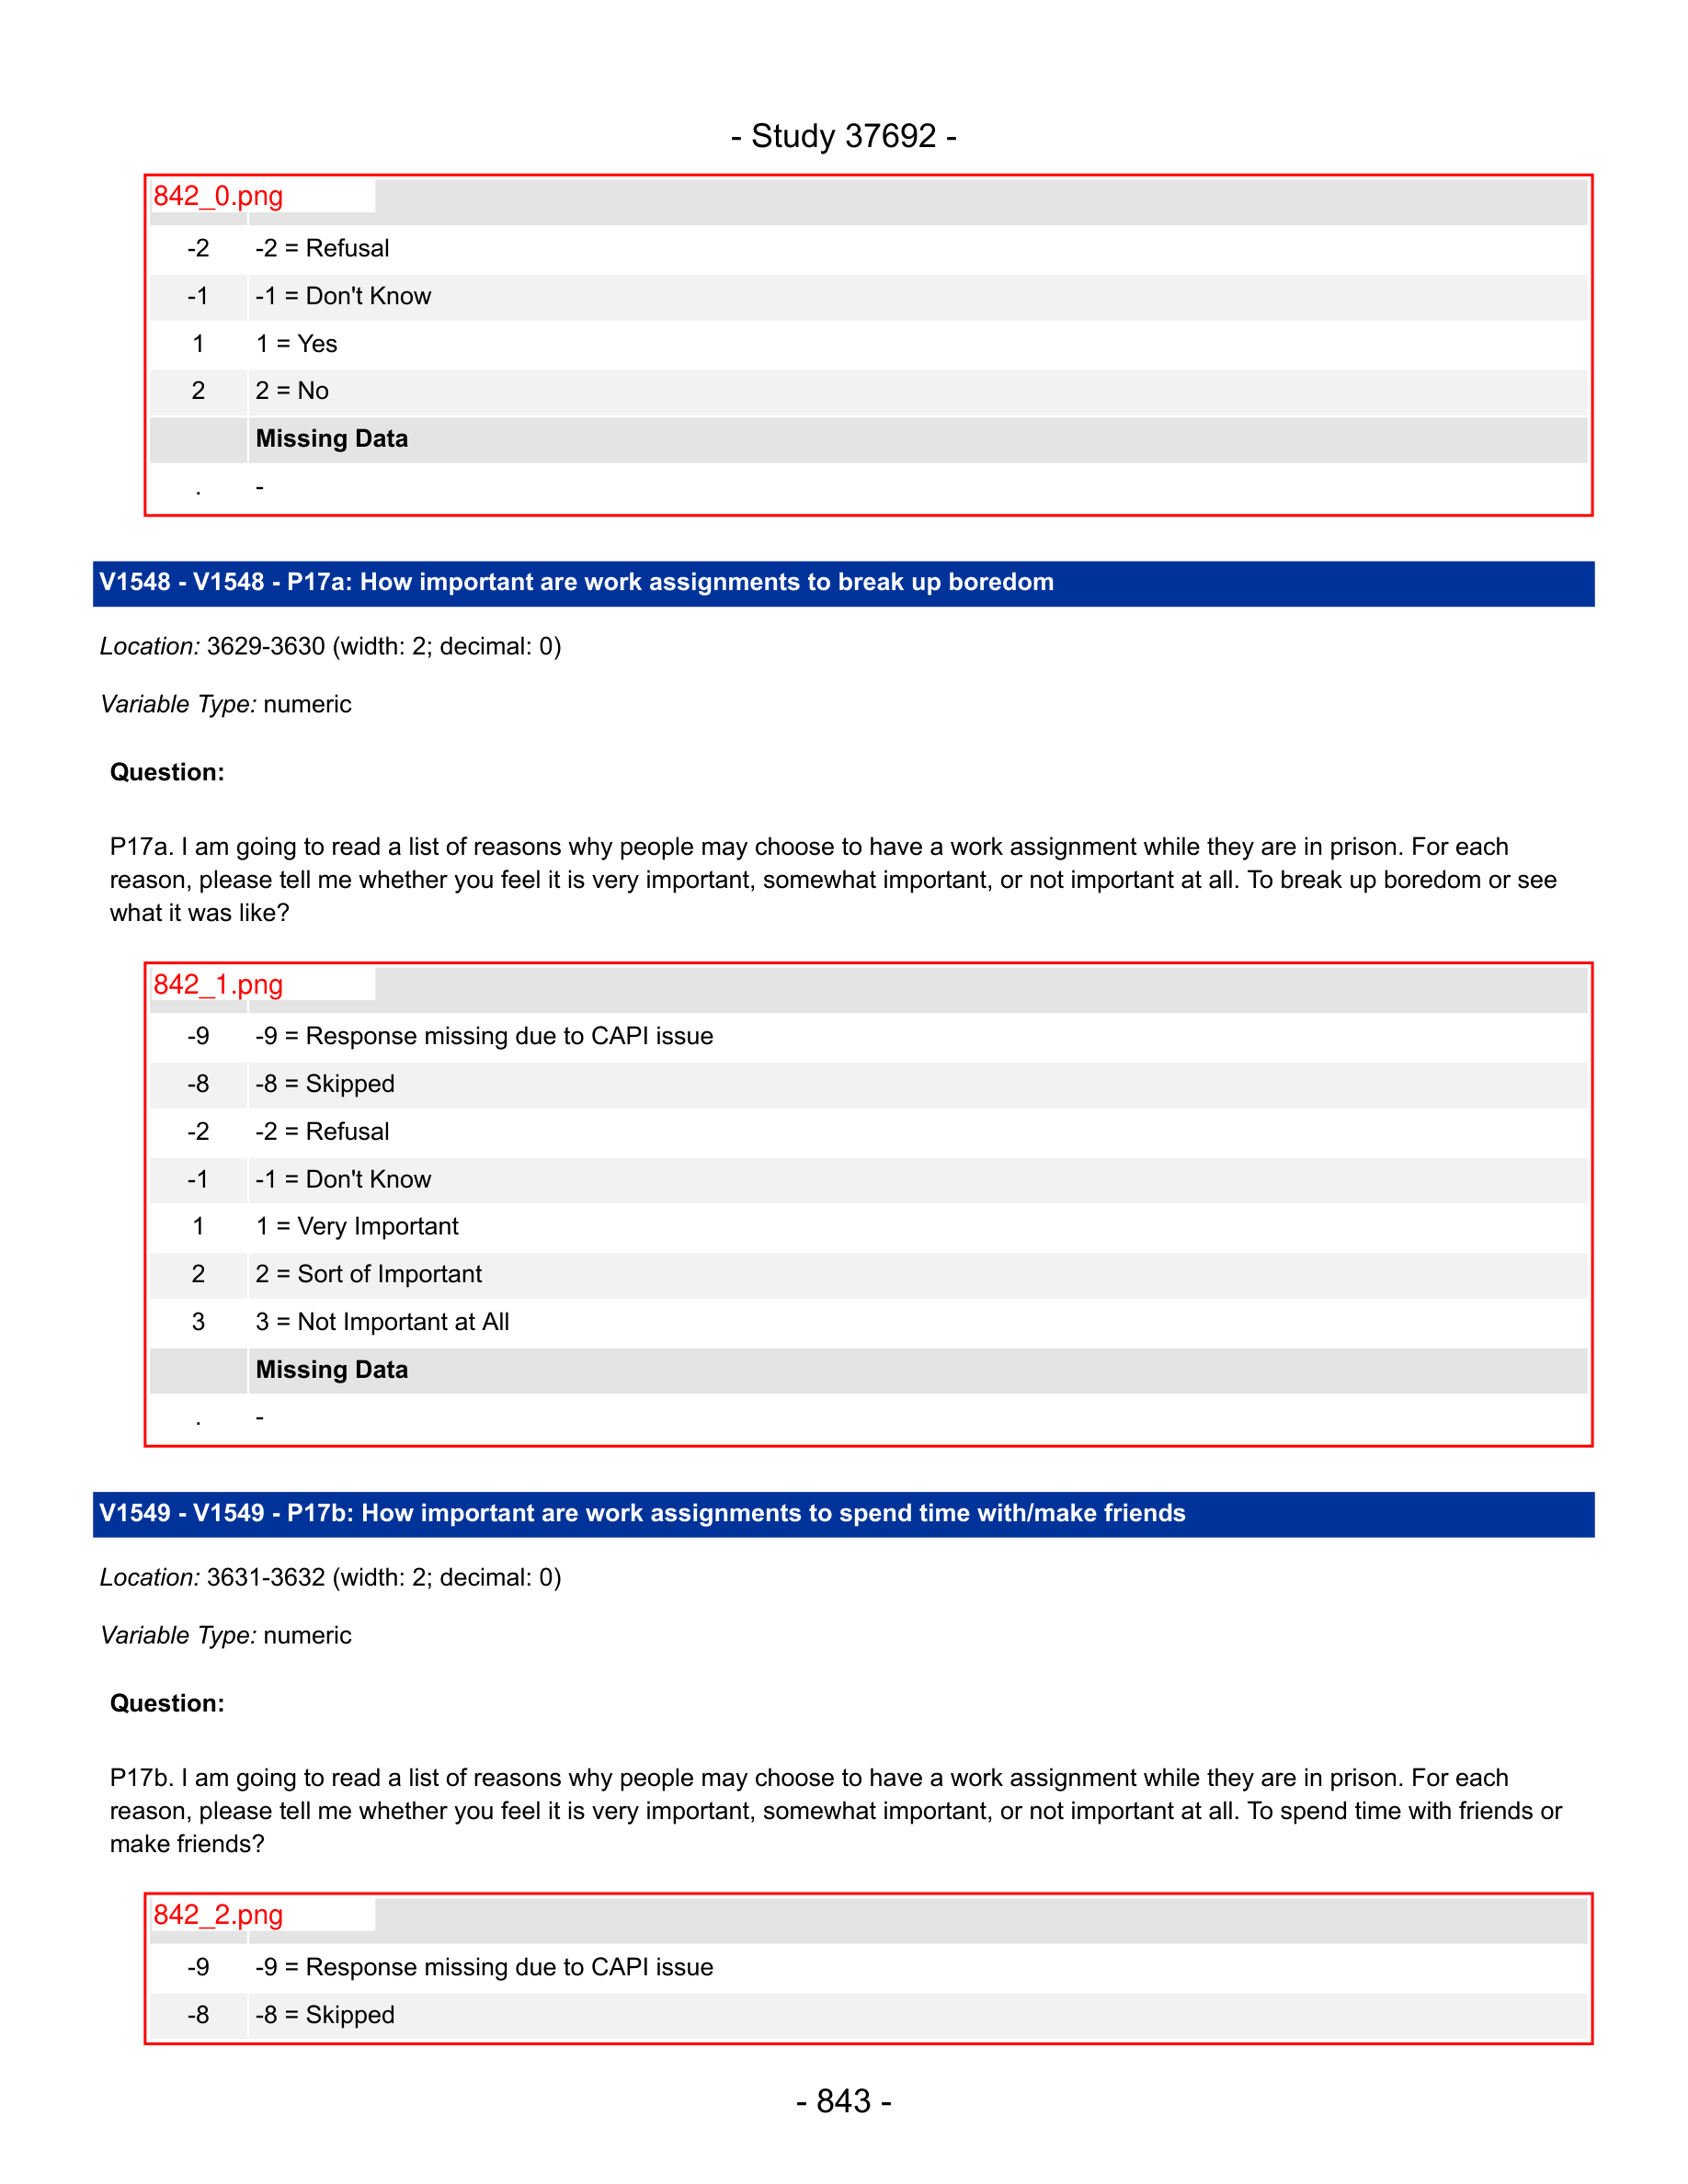 - Study 37692 -
842_0.png
-2 -2 = Refusal
-1 -1 = Don't Know
1 1 = Yes
2 2 = No
Missing Data
. -
V1548 - V1548 - P17a: How important are work assignments to break up boredom
Location: 3629-3630 (width: 2; decimal: 0)
Variable Type: numeric
Question:
P17a. I am going to read a list of reasons why people may choose to have a work assignment while they are in prison. For each
reason, please tell me whether you feel it is very important, somewhat important, or not important at all. To break up boredom or see
what it was like?
842_1.png
-9 -9 = Response missing due to CAPI issue
-8 -8 = Skipped
-2 -2 = Refusal
-1 -1 = Don't Know
1 1 = Very Important
2 2 = Sort of Important
3 3 = Not Important at All
Missing Data
. -
V1549 - V1549 - P17b: How important are work assignments to spend time with/make friends
Location: 3631-3632 (width: 2; decimal: 0)
Variable Type: numeric
Question:
P17b. I am going to read a list of reasons why people may choose to have a work assignment while they are in prison. For each
reason, please tell me whether you feel it is very important, somewhat important, or not important at all. To spend time with friends or
make friends?
842_2.png
-9 -9 = Response missing due to CAPI issue
-8 -8 = Skipped
- 843 -